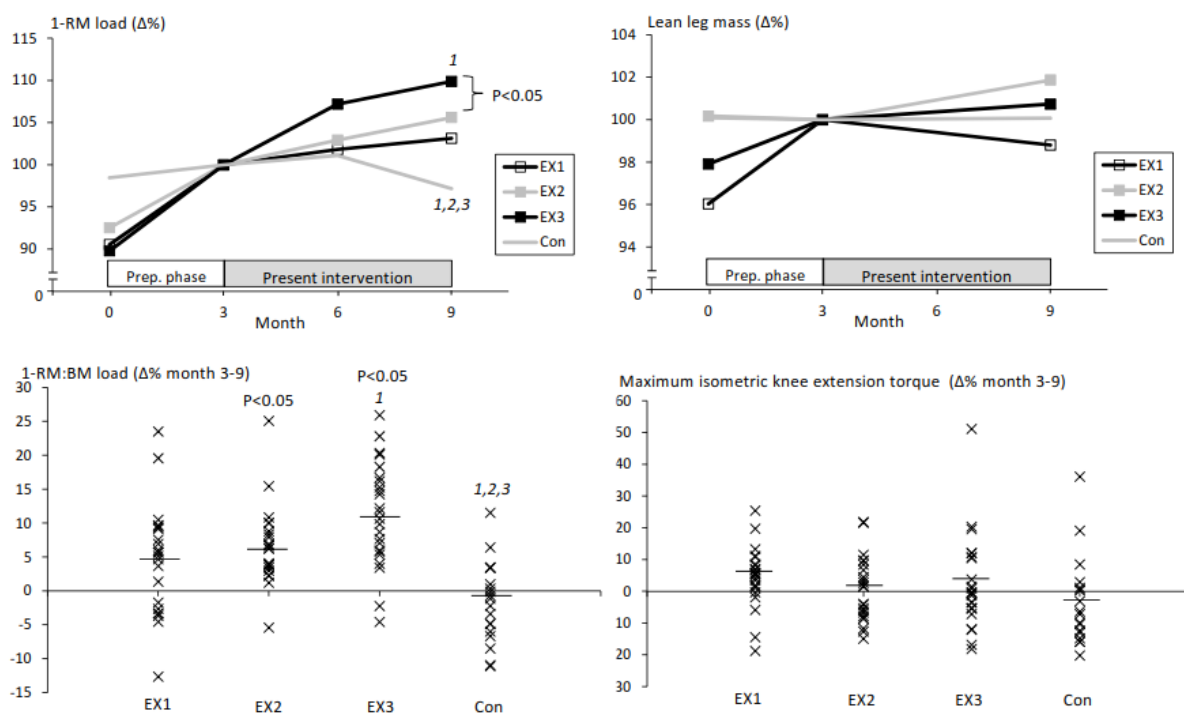 1-RM load (Δ%)
115
110
105
100
95
90
0
1
P<0.05
1,2,3
EX1
EX2
EX3
Con
Prep. phase
Present intervention
0
3
6
9
Month
Lean leg mass (Δ%)
104
102
100
98
96
94
0
EX1
EX2
EX3
Con
Prep. phase
Present intervention
0
3
6
9
Month
1-RM:BM load (Δ% month 3-9)
30
25
20
15
10
5
0
-5
-10
-15
P<0.05
P<0.05
1
1,2,3
EX1
EX2
EX3
Con
Maximum isometric knee extension torque (Δ% month 3-9)
60
50
40
30
20
10
0
10
20
30
EX1
EX2
EX3
Con